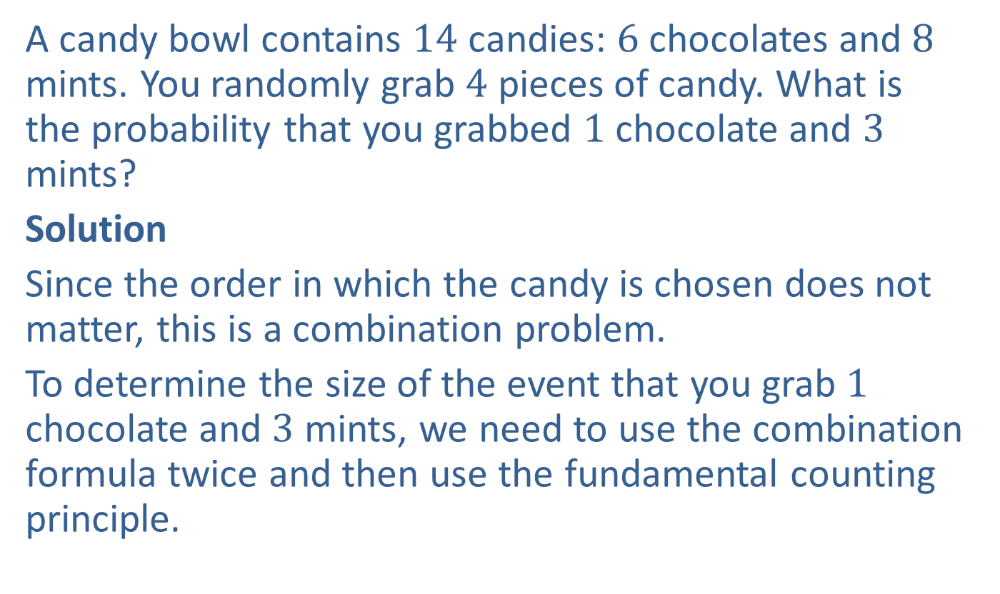 A candy bowl contains 14 candies: 6 chocolates and 8
mints. You randomly grab 4 pieces of candy. What is
the probability that you grabbed 1 chocolate and 3
mints?
Solution
Since the order in which the candy is chosen does not
matter, this is a combination problem.
To determine the size of the event that you grab 1
chocolate and 3 mints, we need to use the combination
formula twice and then use the fundamental counting
principle.